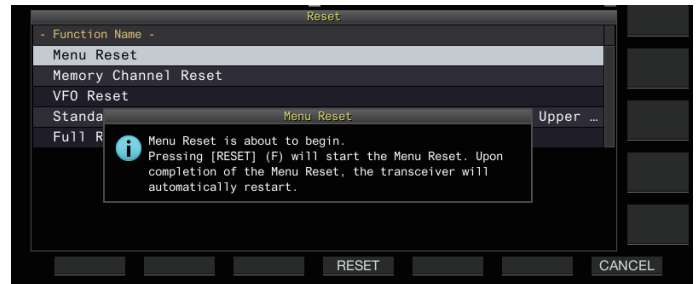 Reset
- Function Name -
Menu Reset
Memory Channel Reset
VFO Reset
Standa
Upper …
Full R
Menu Reset
Menu Reset is about to begin.
Pressing [RESET] (F) will start the Menu Reset. Upon
completion of the Menu Reset, the transceiver will
automatically restart.
RESET
CANCEL